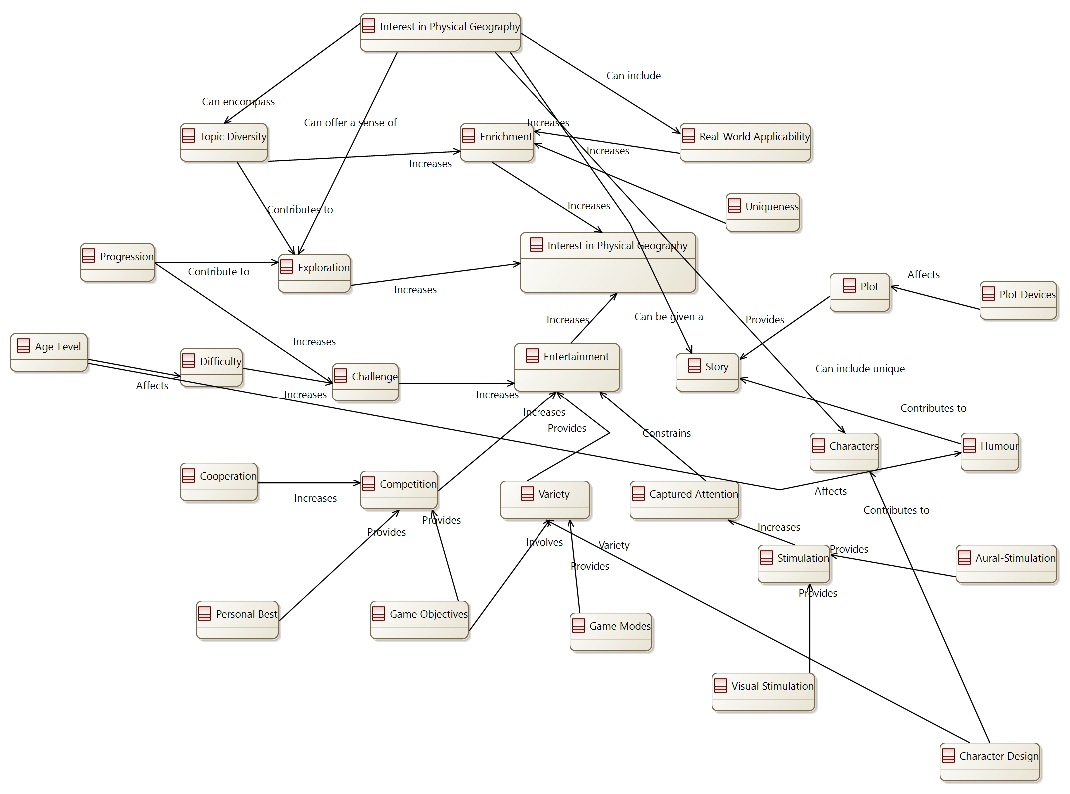 Interest in Physical Geography
Can include
Can encompass
Can offer a sense of
Increases
Topic Diversity
Enrichment
Real World Applicability
Increases
Increases
Uniqueness
Increases
Contributes to
Interest in Physical Geography
Progression
Exploration
Contribute to
Increases
Plot
Affects
Plot Devices
Increases
Can be given a
Provides
Age Level
Increases
Difficulty
Entertainment
Story
Challenge
Can include unique
Affects
Increases
Increases
Increases
Provides
Constrains
Contributes to
Characters
Humour
Cooperation
Competition
Increases
Variety
Captured Attention
Affects
Contributes to
Provides
Provides
Involves
Variety
Increases
Provides
Stimulation
Aural-Stimulation
Provides
Provides
Personal Best
Game Objectives
Game Modes
Visual Stimulation
Character Design